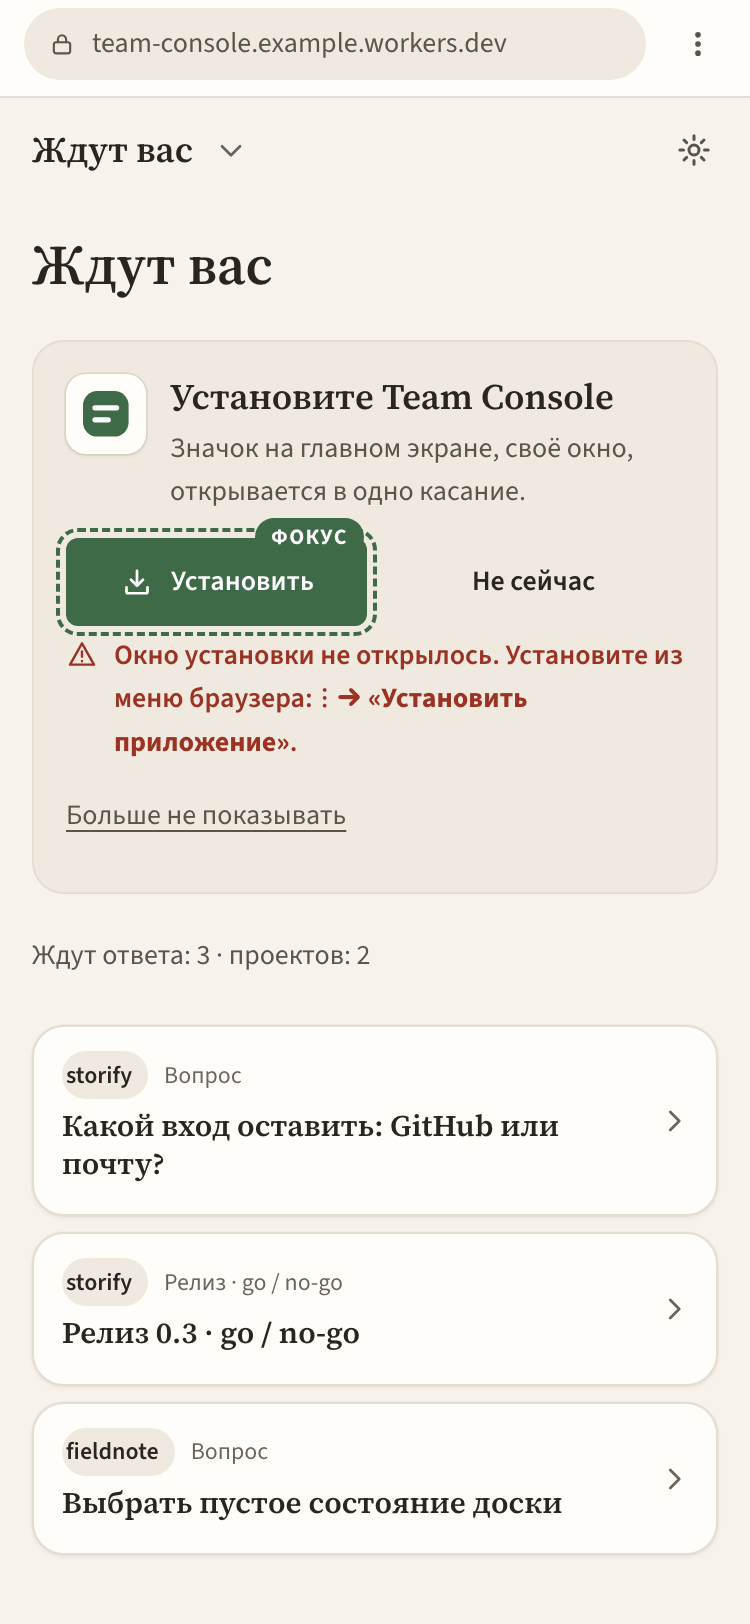 team-console.example.workers.dev
Ждут вас
Ждут вас
Установите Team Console
Значок на главном экране, своё окно,
открывается в одно касание.
ФОКУС
Установить
Не сейчас
Окно установки не открылось. Установите из
меню браузера: ⋮ → «Установить
приложение».
Больше не показывать
Ждут ответа: 3 · проектов: 2
storify Вопрос
Какой вход оставить: GitHub или
почту?
storify Релиз · go / no-go
Релиз 0.3 · go / no-go
fieldnote Вопрос
Выбрать пустое состояние доски